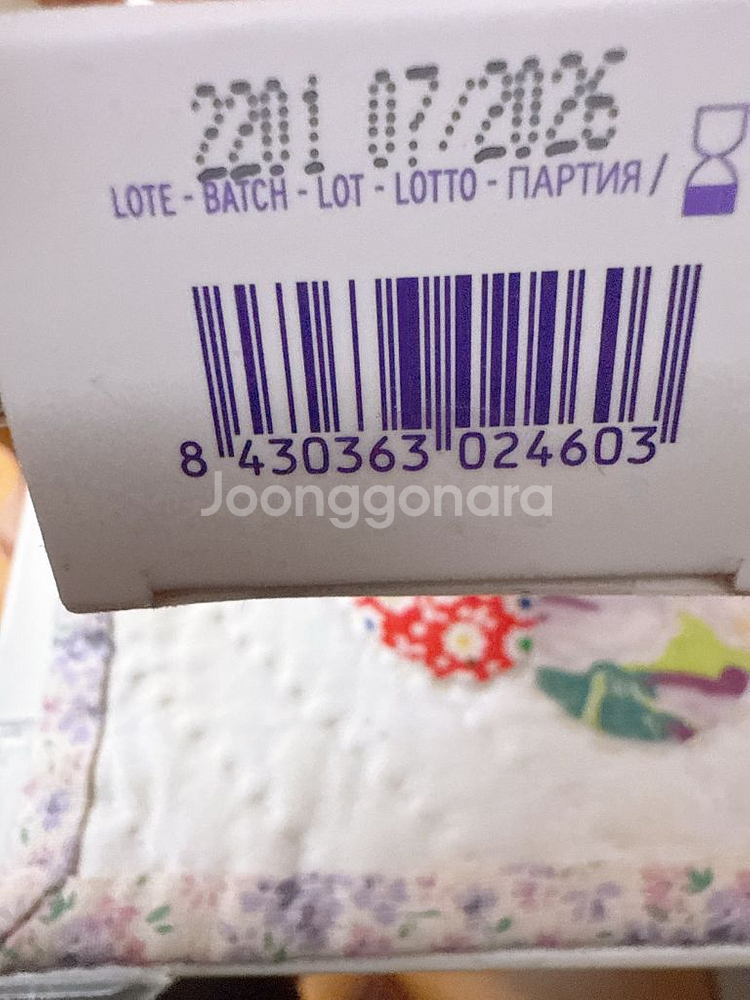 2201 07/2026
LOTE - BATCH - LOT - LOTTO - ПАРТИЯ /
8 430363 024603
Joonggonara